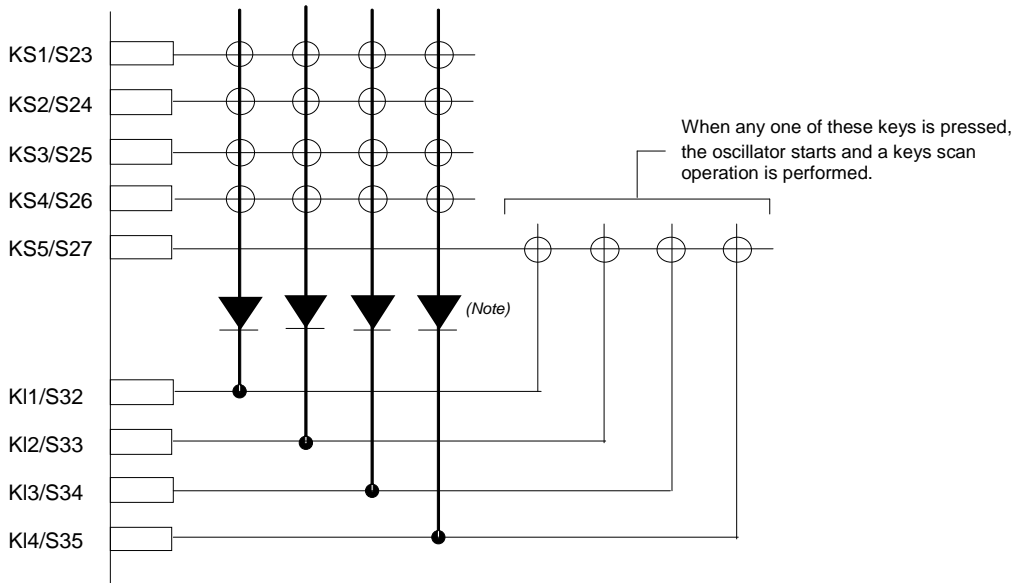 KS1/S23
KS2/S24
KS3/S25
KS4/S26
KS5/S27
When any one of these keys is pressed,
the oscillator starts and a keys scan
operation is performed.
(Note)
KI1/S32
KI2/S33
KI3/S34
KI4/S35